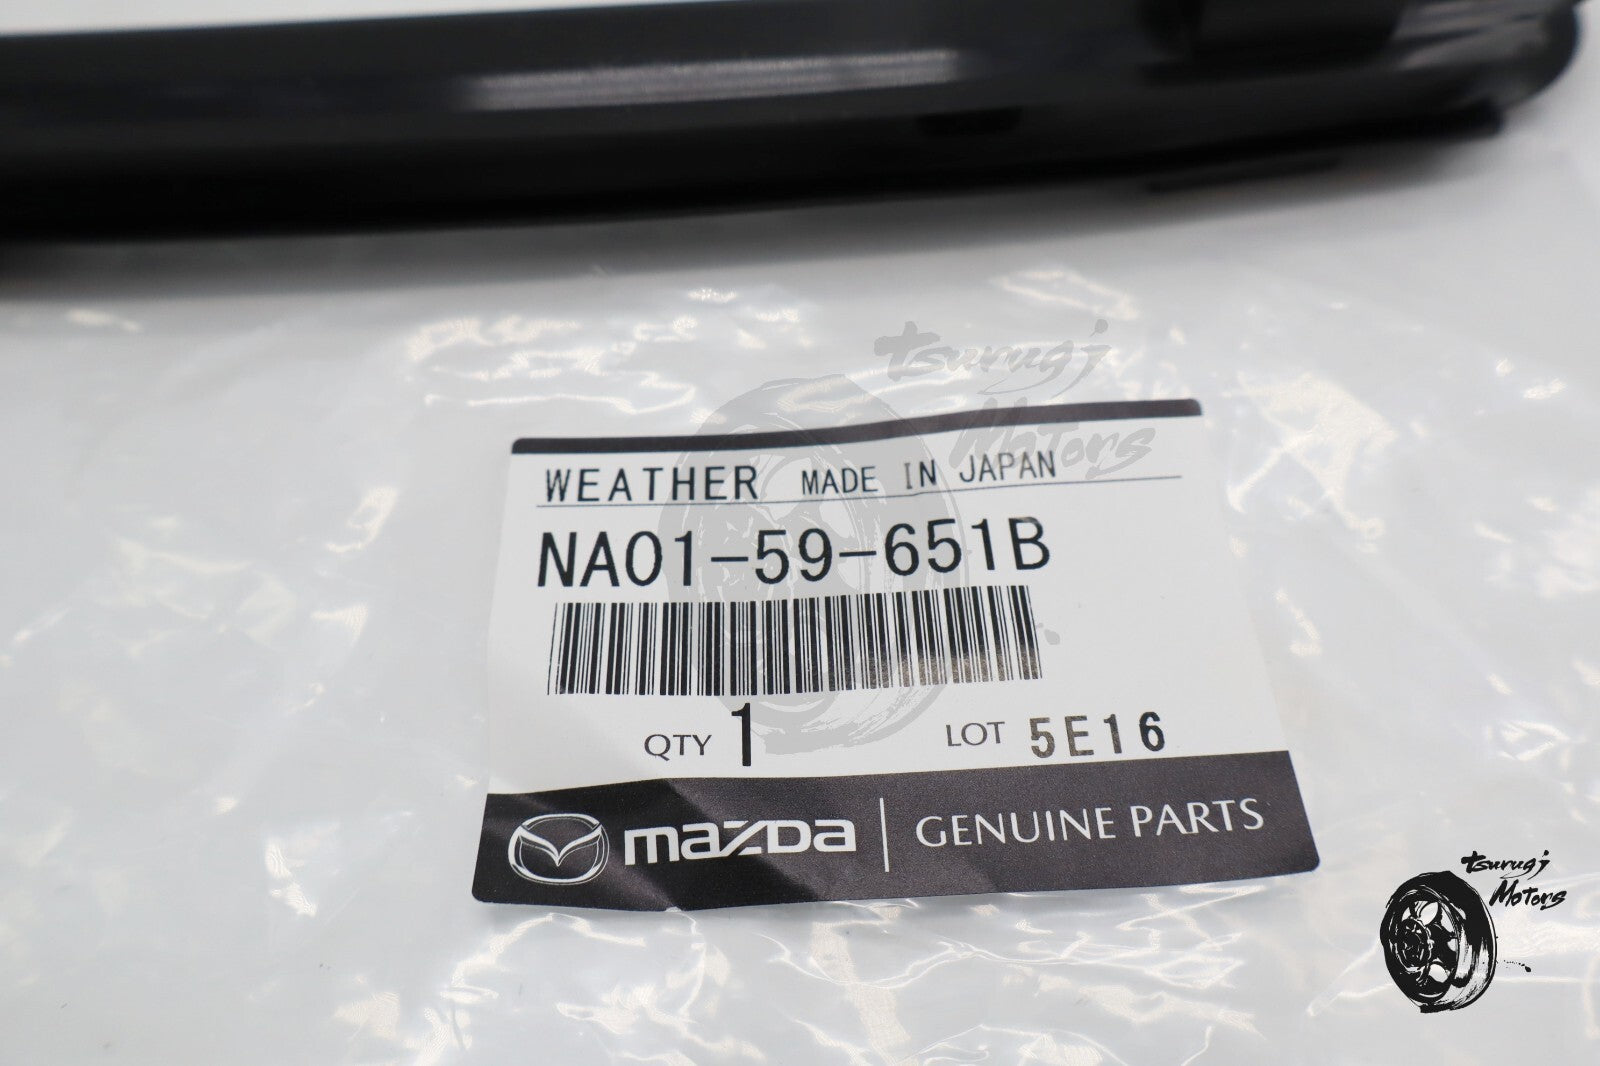 tsurugi
Motors
WEATHER MADE IN JAPAN
NA01-59-651B
QTY 1 LOT 5E16
mazda GENUINE PARTS
tsurugi
Motors